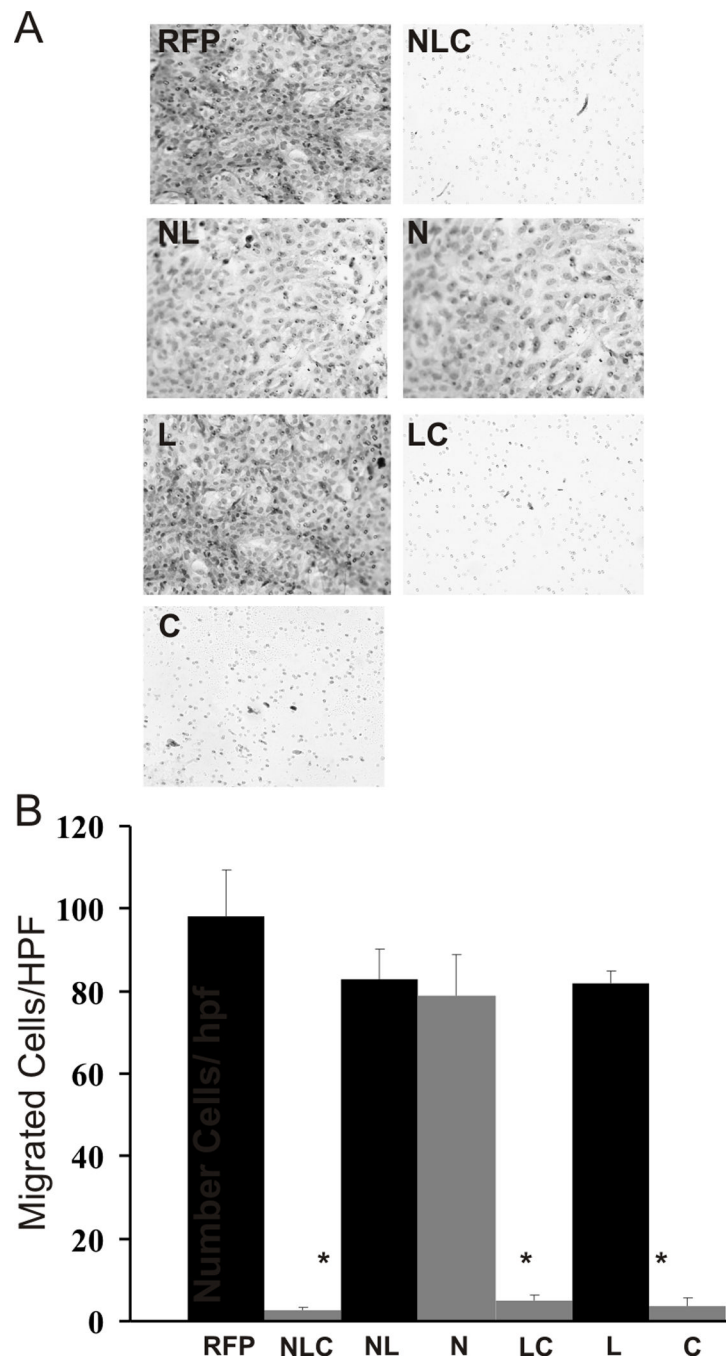 A
RFP NLC
NL N
L LC
C
B
120
100
80
60
40
20
0
Migrated Cells/HPF
Number Cells/ hpf
* * *
RFP NLC NL N LC L C